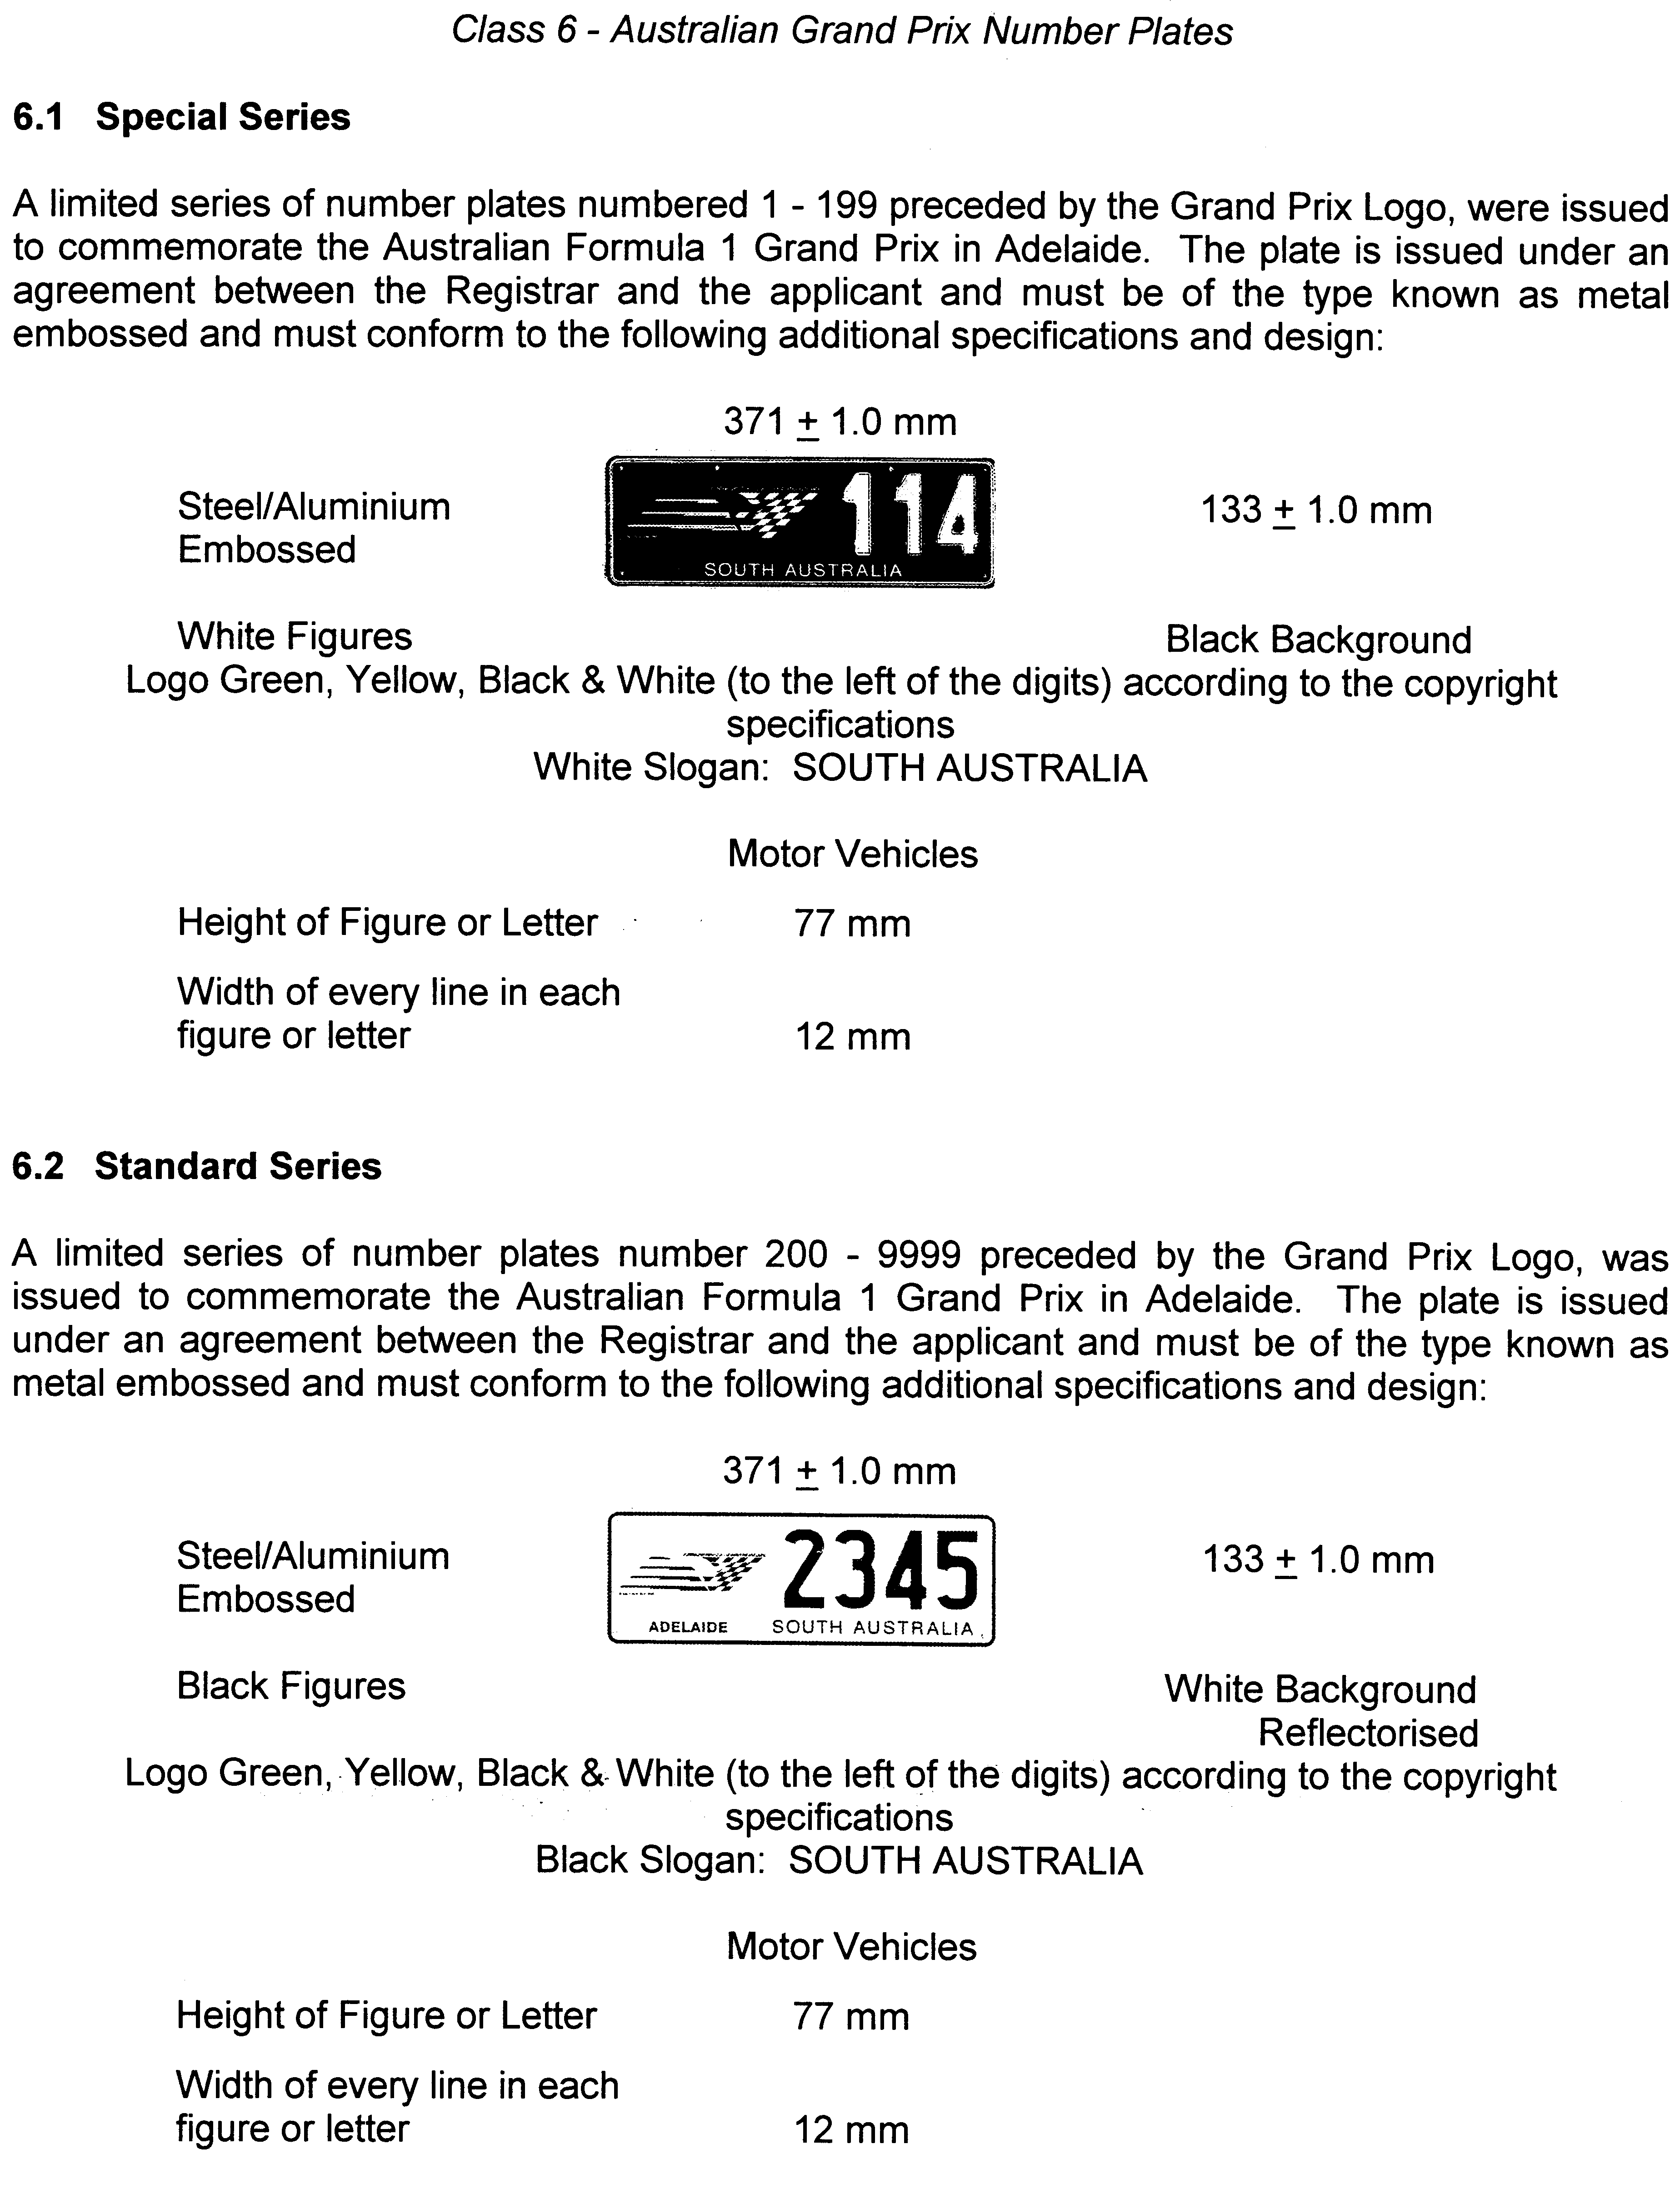 Class 6 - Australian Grand Prix Number Plates
6.1 Special Series
A limited series of number plates numbered 1 - 199 preceded by the Grand Prix Logo, were issued
to commemorate the Australian Formula 1 Grand Prix in Adelaide. The plate is issued under an
agreement between the Registrar and the applicant and must be of the type known as metal
embossed and must conform to the following additional specifications and design:
371 ± 1.0 mm
Steel/Aluminium
Embossed
114
SOUTH AUSTRALIA
133 ± 1.0 mm
White Figures
Black Background
Logo Green, Yellow, Black & White (to the left of the digits) according to the copyright
specifications
White Slogan: SOUTH AUSTRALIA
Motor Vehicles
Height of Figure or Letter 77 mm
Width of every line in each
figure or letter 12 mm
6.2 Standard Series
A limited series of number plates number 200 - 9999 preceded by the Grand Prix Logo, was
issued to commemorate the Australian Formula 1 Grand Prix in Adelaide. The plate is issued
under an agreement between the Registrar and the applicant and must be of the type known as
metal embossed and must conform to the following additional specifications and design:
371 ± 1.0 mm
Steel/Aluminium
Embossed
2345
ADELAIDE SOUTH AUSTRALIA
133 ± 1.0 mm
Black Figures
White Background
Reflectorised
Logo Green, Yellow, Black & White (to the left of the digits) according to the copyright
specifications
Black Slogan: SOUTH AUSTRALIA
Motor Vehicles
Height of Figure or Letter 77 mm
Width of every line in each
figure or letter 12 mm